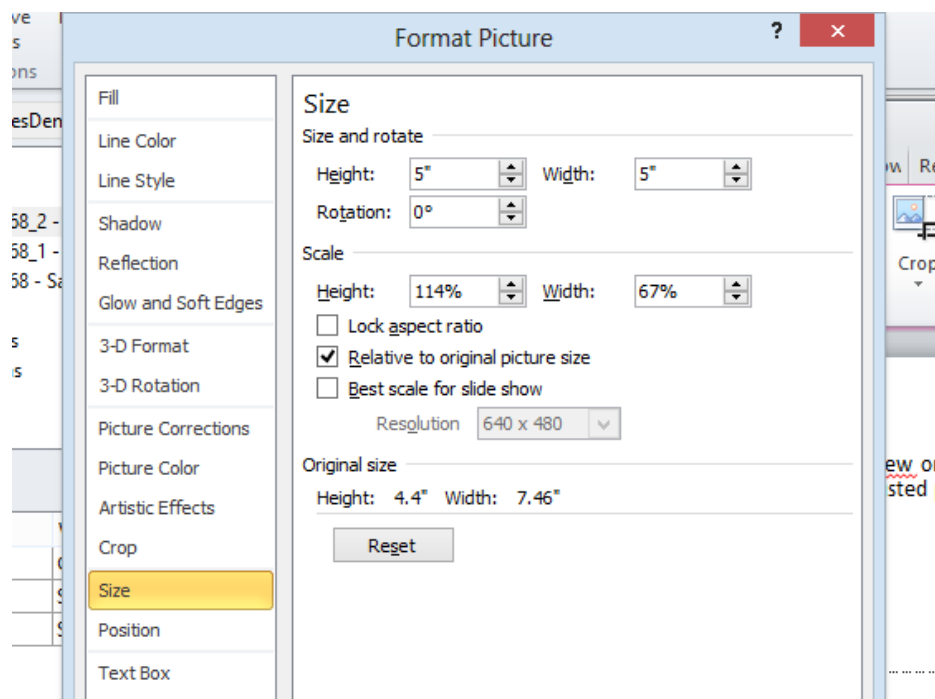 ve
s
ons
Format Picture
?
esDen
Fill
Line Color
Line Style
Shadow
Reflection
Glow and Soft Edges
3-D Format
3-D Rotation
Picture Corrections
Picture Color
Artistic Effects
Crop
Size
Position
Text Box
Size
Size and rotate
Height: 5" Width: 5"
Rotation: 0°
Scale
Height: 114% Width: 67%
Lock aspect ratio
Relative to original picture size
Best scale for slide show
Resolution 640 x 480
Original size
Height: 4.4" Width: 7.46"
Reset
68_2 -
68_1 -
68 - Sa
s
s
Re
Crop
ew or
sted